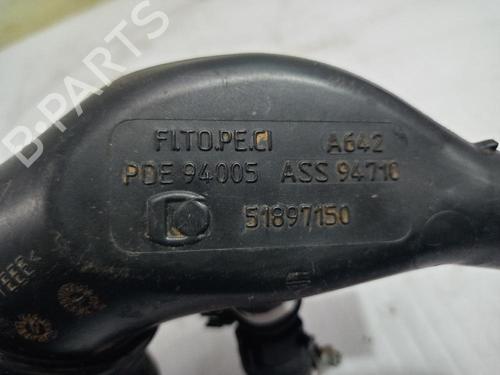 FI.TO.PE.CI A642
PDE 94005 ASS 94710
51897150
B-PARTS